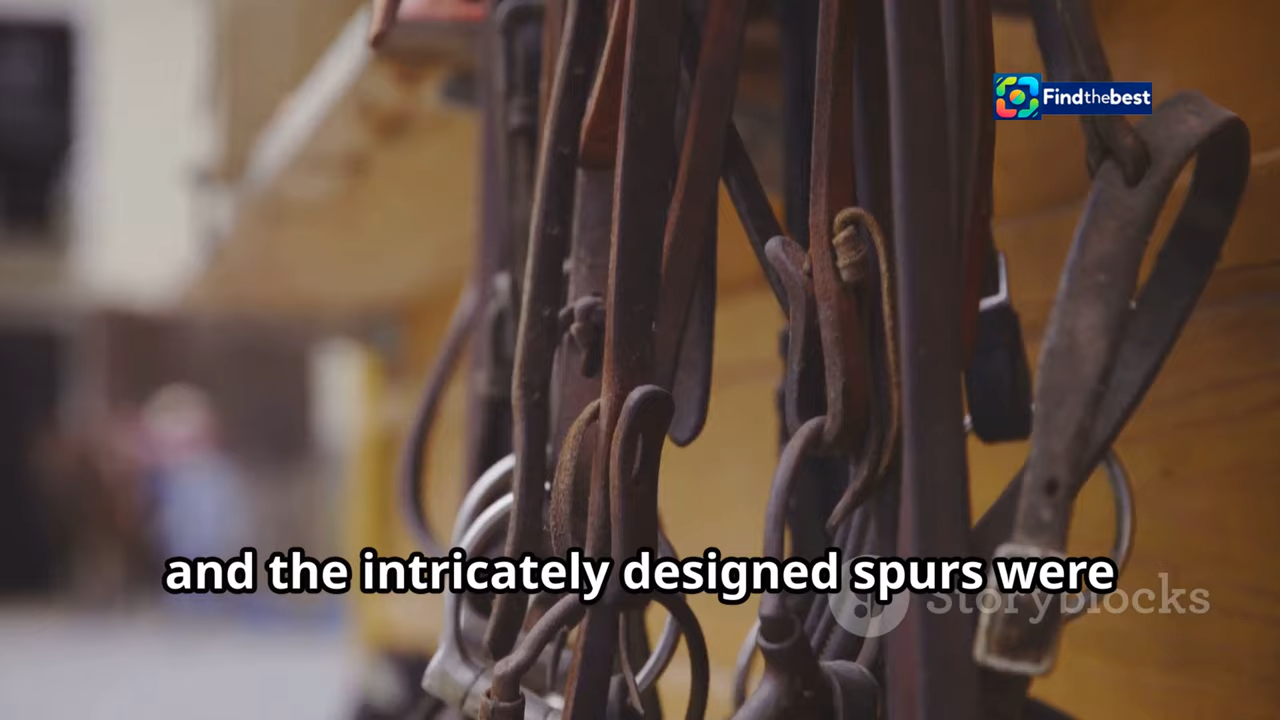 Findthebest
and the intricately designed spurs were
Storyblocks